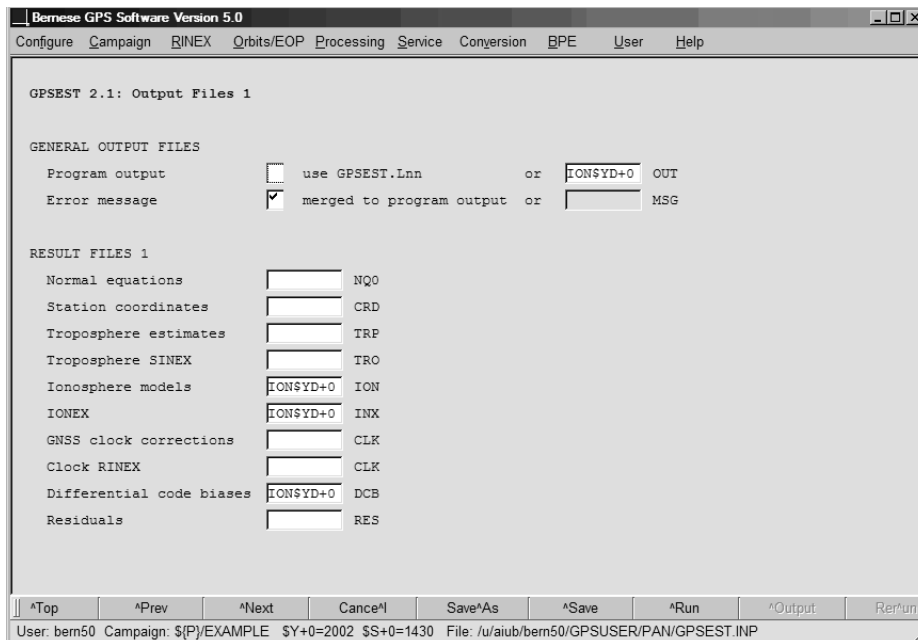 Bernese GPS Software Version 5.0
Configure Campaign RINEX Orbits/EOP Processing Service Conversion BPE User Help
GPSEST 2.1: Output Files 1
GENERAL OUTPUT FILES
Program output use GPSEST.Lnn or ION$YD+0 OUT
Error message merged to program output or MSG
RESULT FILES 1
Normal equations NQ0
Station coordinates CRD
Troposphere estimates TRP
Troposphere SINEX TRO
Ionosphere models ION$YD+0 ION
IONEX ION$YD+0 INX
GNSS clock corrections CLK
Clock RINEX CLK
Differential code biases ION$YD+0 DCB
Residuals RES
^Top ^Prev ^Next Cance^l Save^As ^Save ^Run ^Output Rer^un
User: bern50 Campaign: ${P}/EXAMPLE $Y+0=2002 $S+0=1430 File: /u/aiub/bern50/GPSUSER/PAN/GPSEST.INP